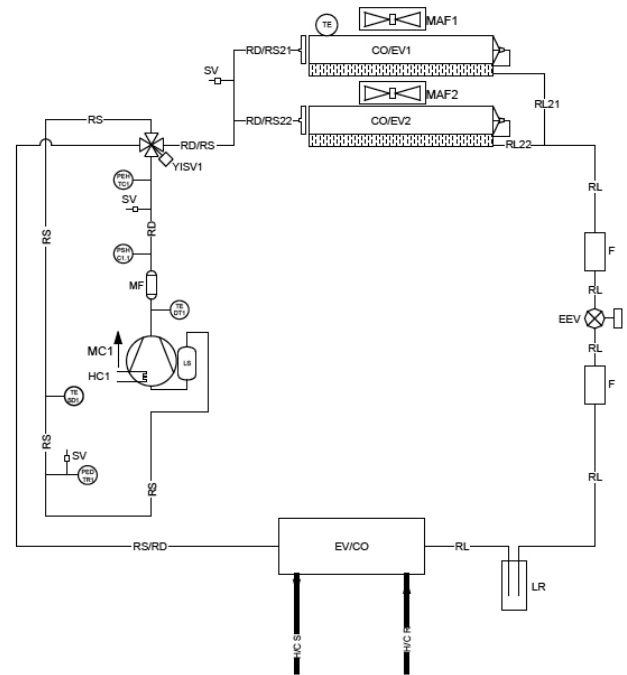 TE
MAF1
CO/EV1
RD/RS21
SV
MAF2
CO/EV2
RD/RS22
RL21
RL22
RS
RD/RS
YISV1
PEH
TC1
SV
RD
RS
PSH
C1.1
MF
TE
DT1
MC1
LS
HC1
TE
SD1
RS
SV
PED
TR1
RS
RL
F
RL
EEV
RL
F
RL
RS/RD
EV/CO
RL
LR
H/C S
H/C R